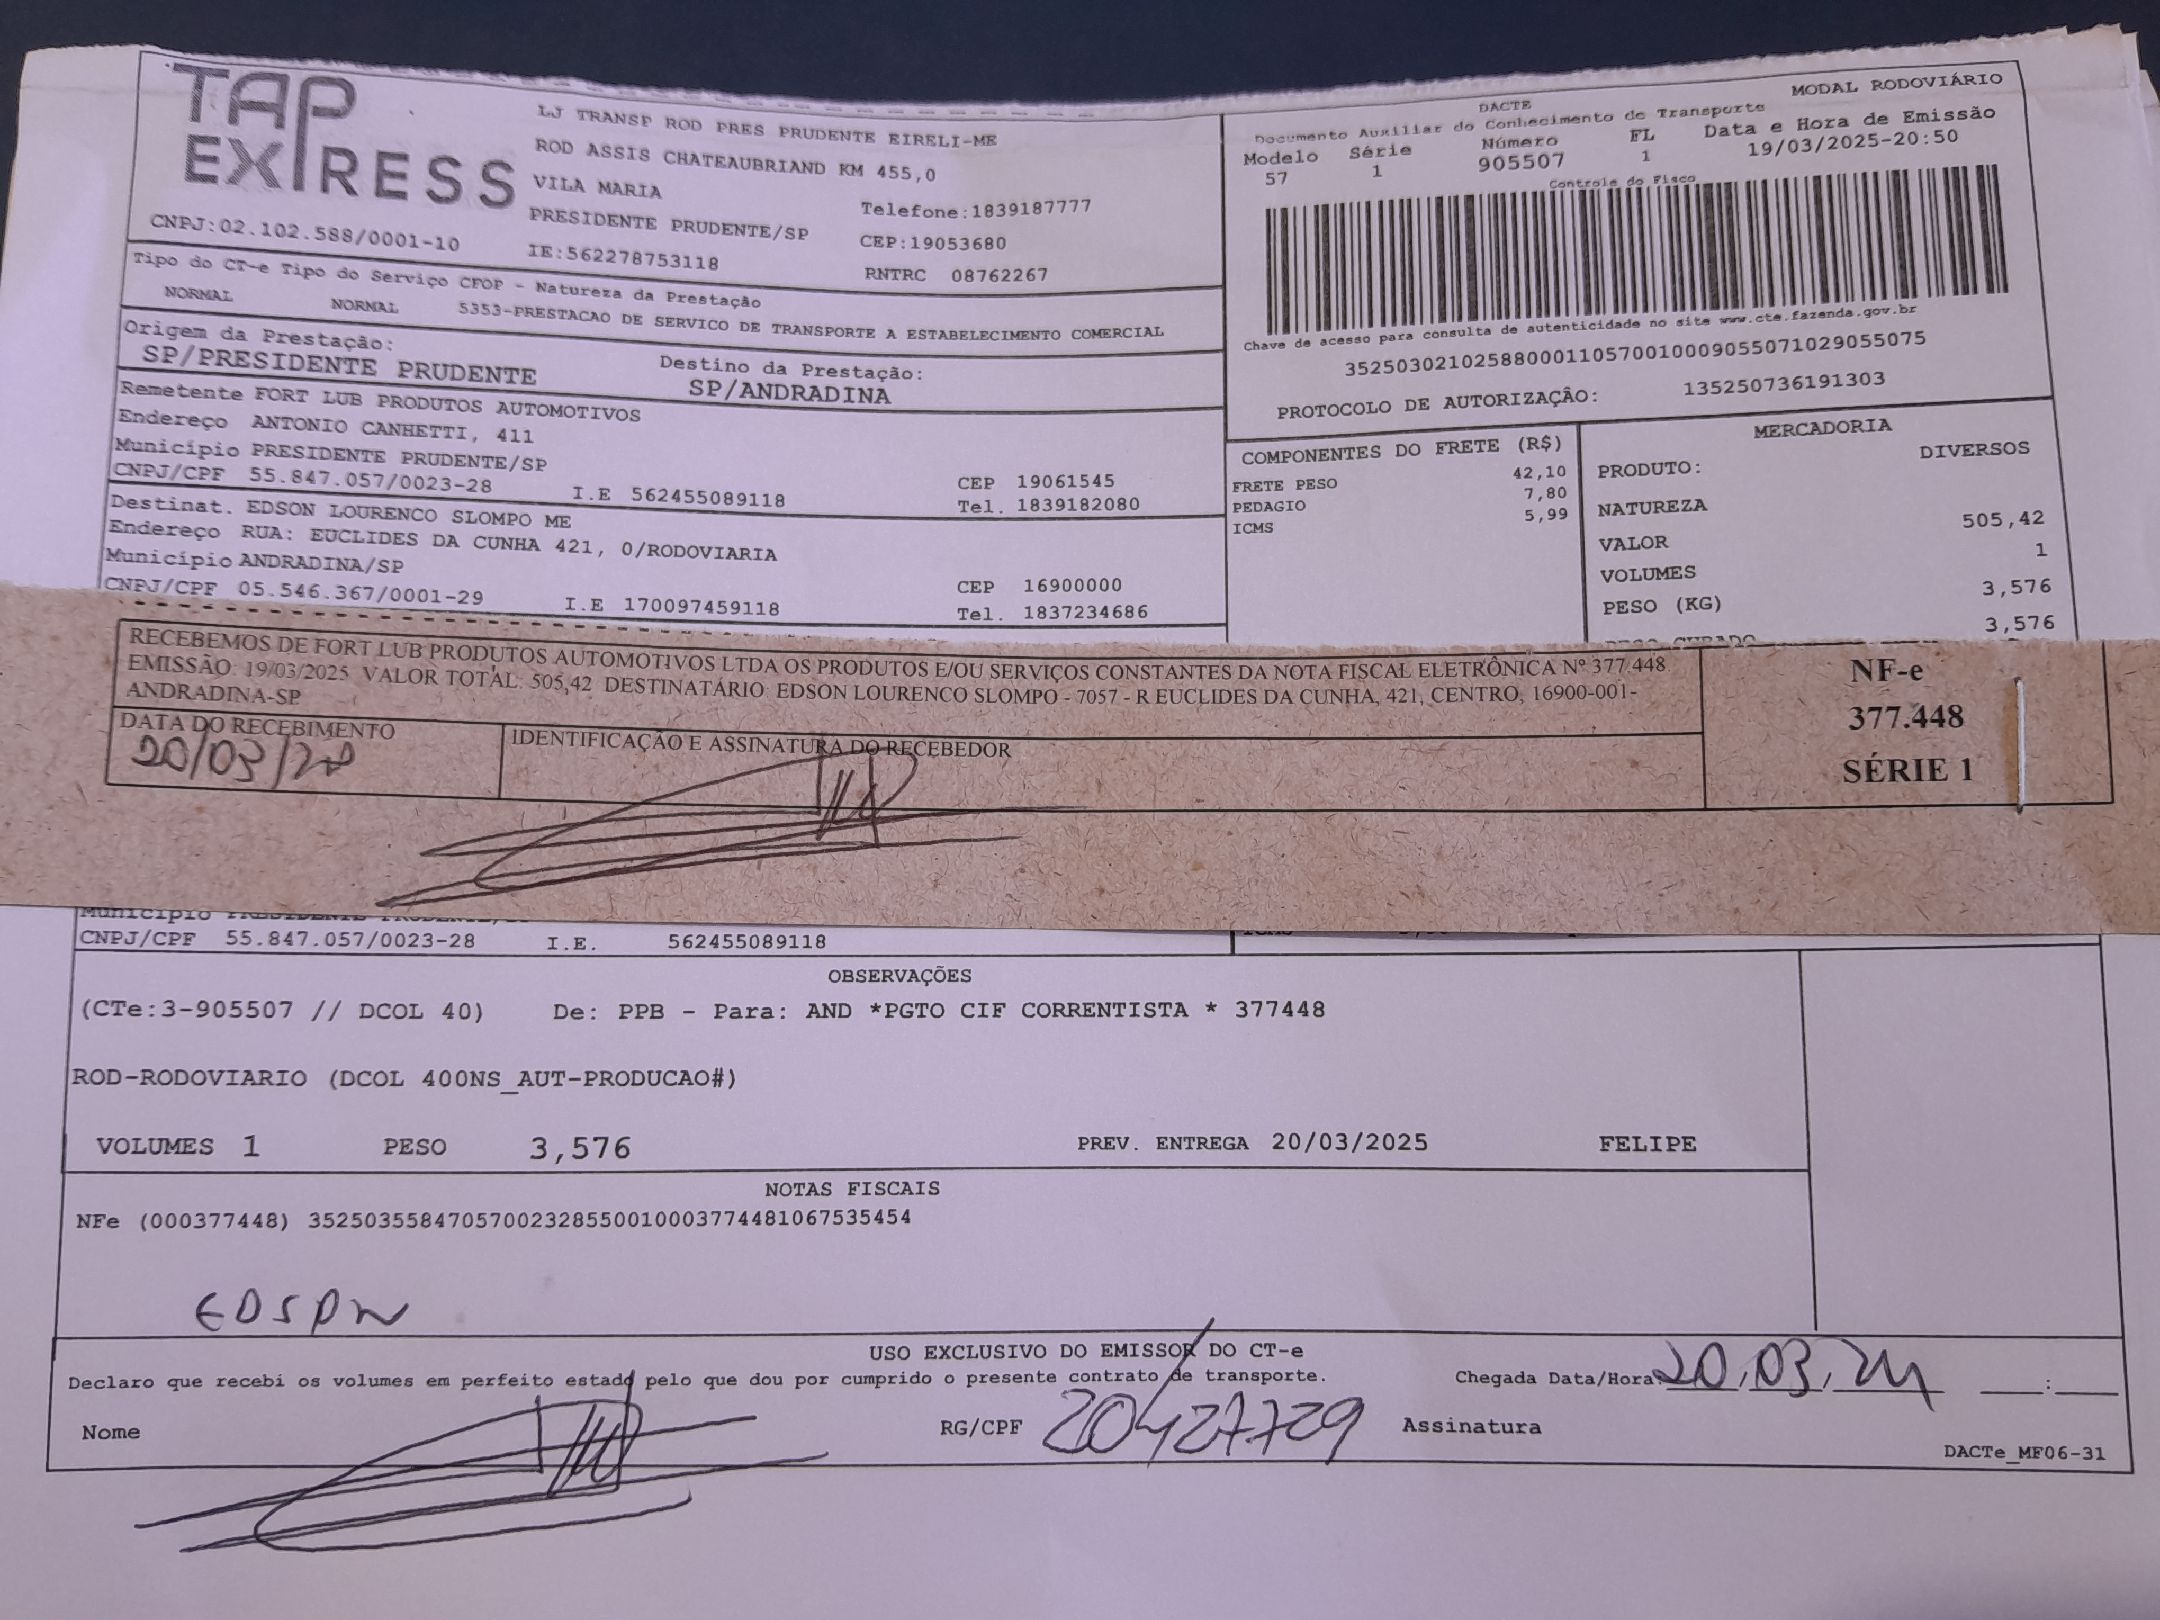 TAP EXPRESS
LJ TRANSP ROD PRES PRUDENTE EIRELI-ME
ROD ASSIS CHATEAUBRIAND KM 455,0
VILA MARIA
Telefone:1839187777
PRESIDENTE PRUDENTE/SP
CEP:19053680
CNPJ:02.102.588/0001-10
IE:562278753118
RNTRC 08762267
MODAL RODOVIÁRIO
DACTE
Documento Auxiliar do Conhecimento de Transporte
Modelo Série Número FL Data e Hora de Emissão
57 1 905507 1 19/03/2025-20:50
Controle do Fisco
Chave de acesso para consulta de autenticidade no site www.cte.fazenda.gov.br
35250302102588000110570010009055071029055075
PROTOCOLO DE AUTORIZAÇÃO: 135250736191303
Tipo do CT-e Tipo do Serviço CFOP - Natureza da Prestação
NORMAL NORMAL 5353-PRESTACAO DE SERVICO DE TRANSPORTE A ESTABELECIMENTO COMERCIAL
Origem da Prestação: Destino da Prestação:
SP/PRESIDENTE PRUDENTE SP/ANDRADINA
Remetente FORT LUB PRODUTOS AUTOMOTIVOS
Endereço ANTONIO CANHETTI, 411
Município PRESIDENTE PRUDENTE/SP
CEP 19061545
CNPJ/CPF 55.847.057/0023-28 I.E 562455089118 Tel. 1839182080
Destinat. EDSON LOURENCO SLOMPO ME
Endereço RUA: EUCLIDES DA CUNHA 421, 0/RODOVIARIA
Município ANDRADINA/SP
CEP 16900000
CNPJ/CPF 05.546.367/0001-29 I.E 170097459118 Tel. 1837234686
COMPONENTES DO FRETE (R$)
FRETE PESO 42,10
PEDAGIO 7,80
ICMS 5,99
MERCADORIA
PRODUTO: DIVERSOS
NATUREZA
VALOR 505,42
VOLUMES 1
PESO (KG) 3,576
PESO CUBADO 3,576
RECEBEMOS DE FORT LUB PRODUTOS AUTOMOTIVOS LTDA OS PRODUTOS E/OU SERVIÇOS CONSTANTES DA NOTA FISCAL ELETRÔNICA Nº 377.448
EMISSÃO: 19/03/2025 VALOR TOTAL: 505,42 DESTINATÁRIO: EDSON LOURENCO SLOMPO - 7057 - R EUCLIDES DA CUNHA, 421, CENTRO, 16900-001-
ANDRADINA-SP
DATA DO RECEBIMENTO
20/03/
IDENTIFICAÇÃO E ASSINATURA DO RECEBEDOR
NF-e
377.448
SÉRIE 1
Município PRESIDENTE
CNPJ/CPF 55.847.057/0023-28 I.E. 562455089118
OBSERVAÇÕES
(CTe:3-905507 // DCOL 40) De: PPB - Para: AND *PGTO CIF CORRENTISTA * 377448
ROD-RODOVIARIO (DCOL 400NS_AUT-PRODUCAO#)
VOLUMES 1 PESO 3,576 PREV. ENTREGA 20/03/2025 FELIPE
NOTAS FISCAIS
NFe (000377448) 35250355847057002328550010003774481067535454
EDSON
USO EXCLUSIVO DO EMISSOR DO CT-e
Declaro que recebi os volumes em perfeito estado pelo que dou por cumprido o presente contrato de transporte.
Chegada Data/Hora: 20,03, ___:____
Nome
RG/CPF 20427.729
Assinatura
DACTe_MF06-31